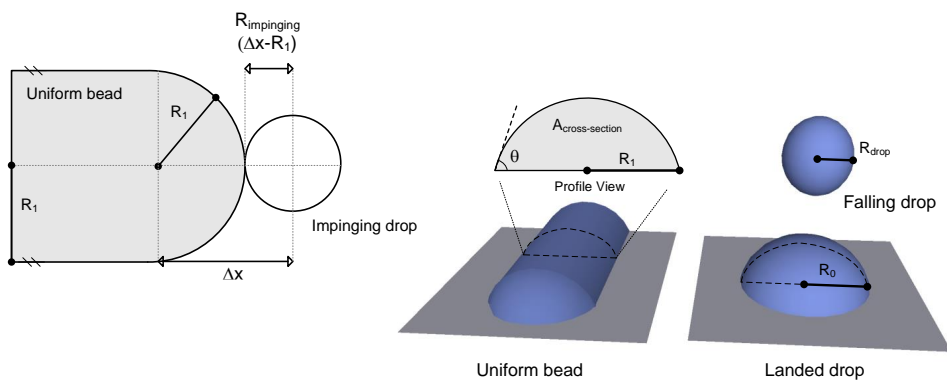 R_impinging
(Δx-R_1)
Uniform bead
R_1
R_1
Impinging drop
Δx
A_cross-section
θ
R_1
Profile View
R_drop
Falling drop
R_0
Uniform bead
Landed drop